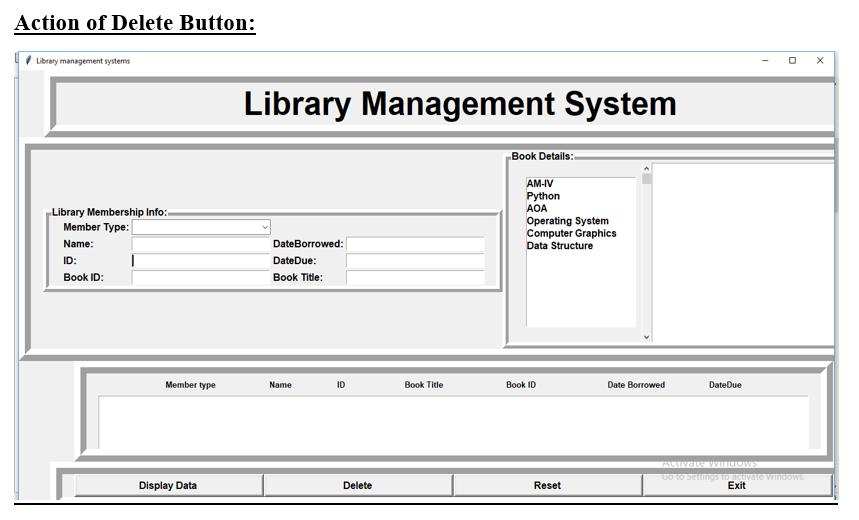 Action of Delete Button:
Library management systems
Library Management System
Book Details:
AM-IV
Python
AOA
Operating System
Computer Graphics
Data Structure
Library Membership Info:
Member Type:
Name: DateBorrowed:
ID: DateDue:
Book ID: Book Title:
Member type Name ID Book Title Book ID Date Borrowed DateDue
Activate Windows
Go to Settings to activate Windows.
Display Data Delete Reset Exit